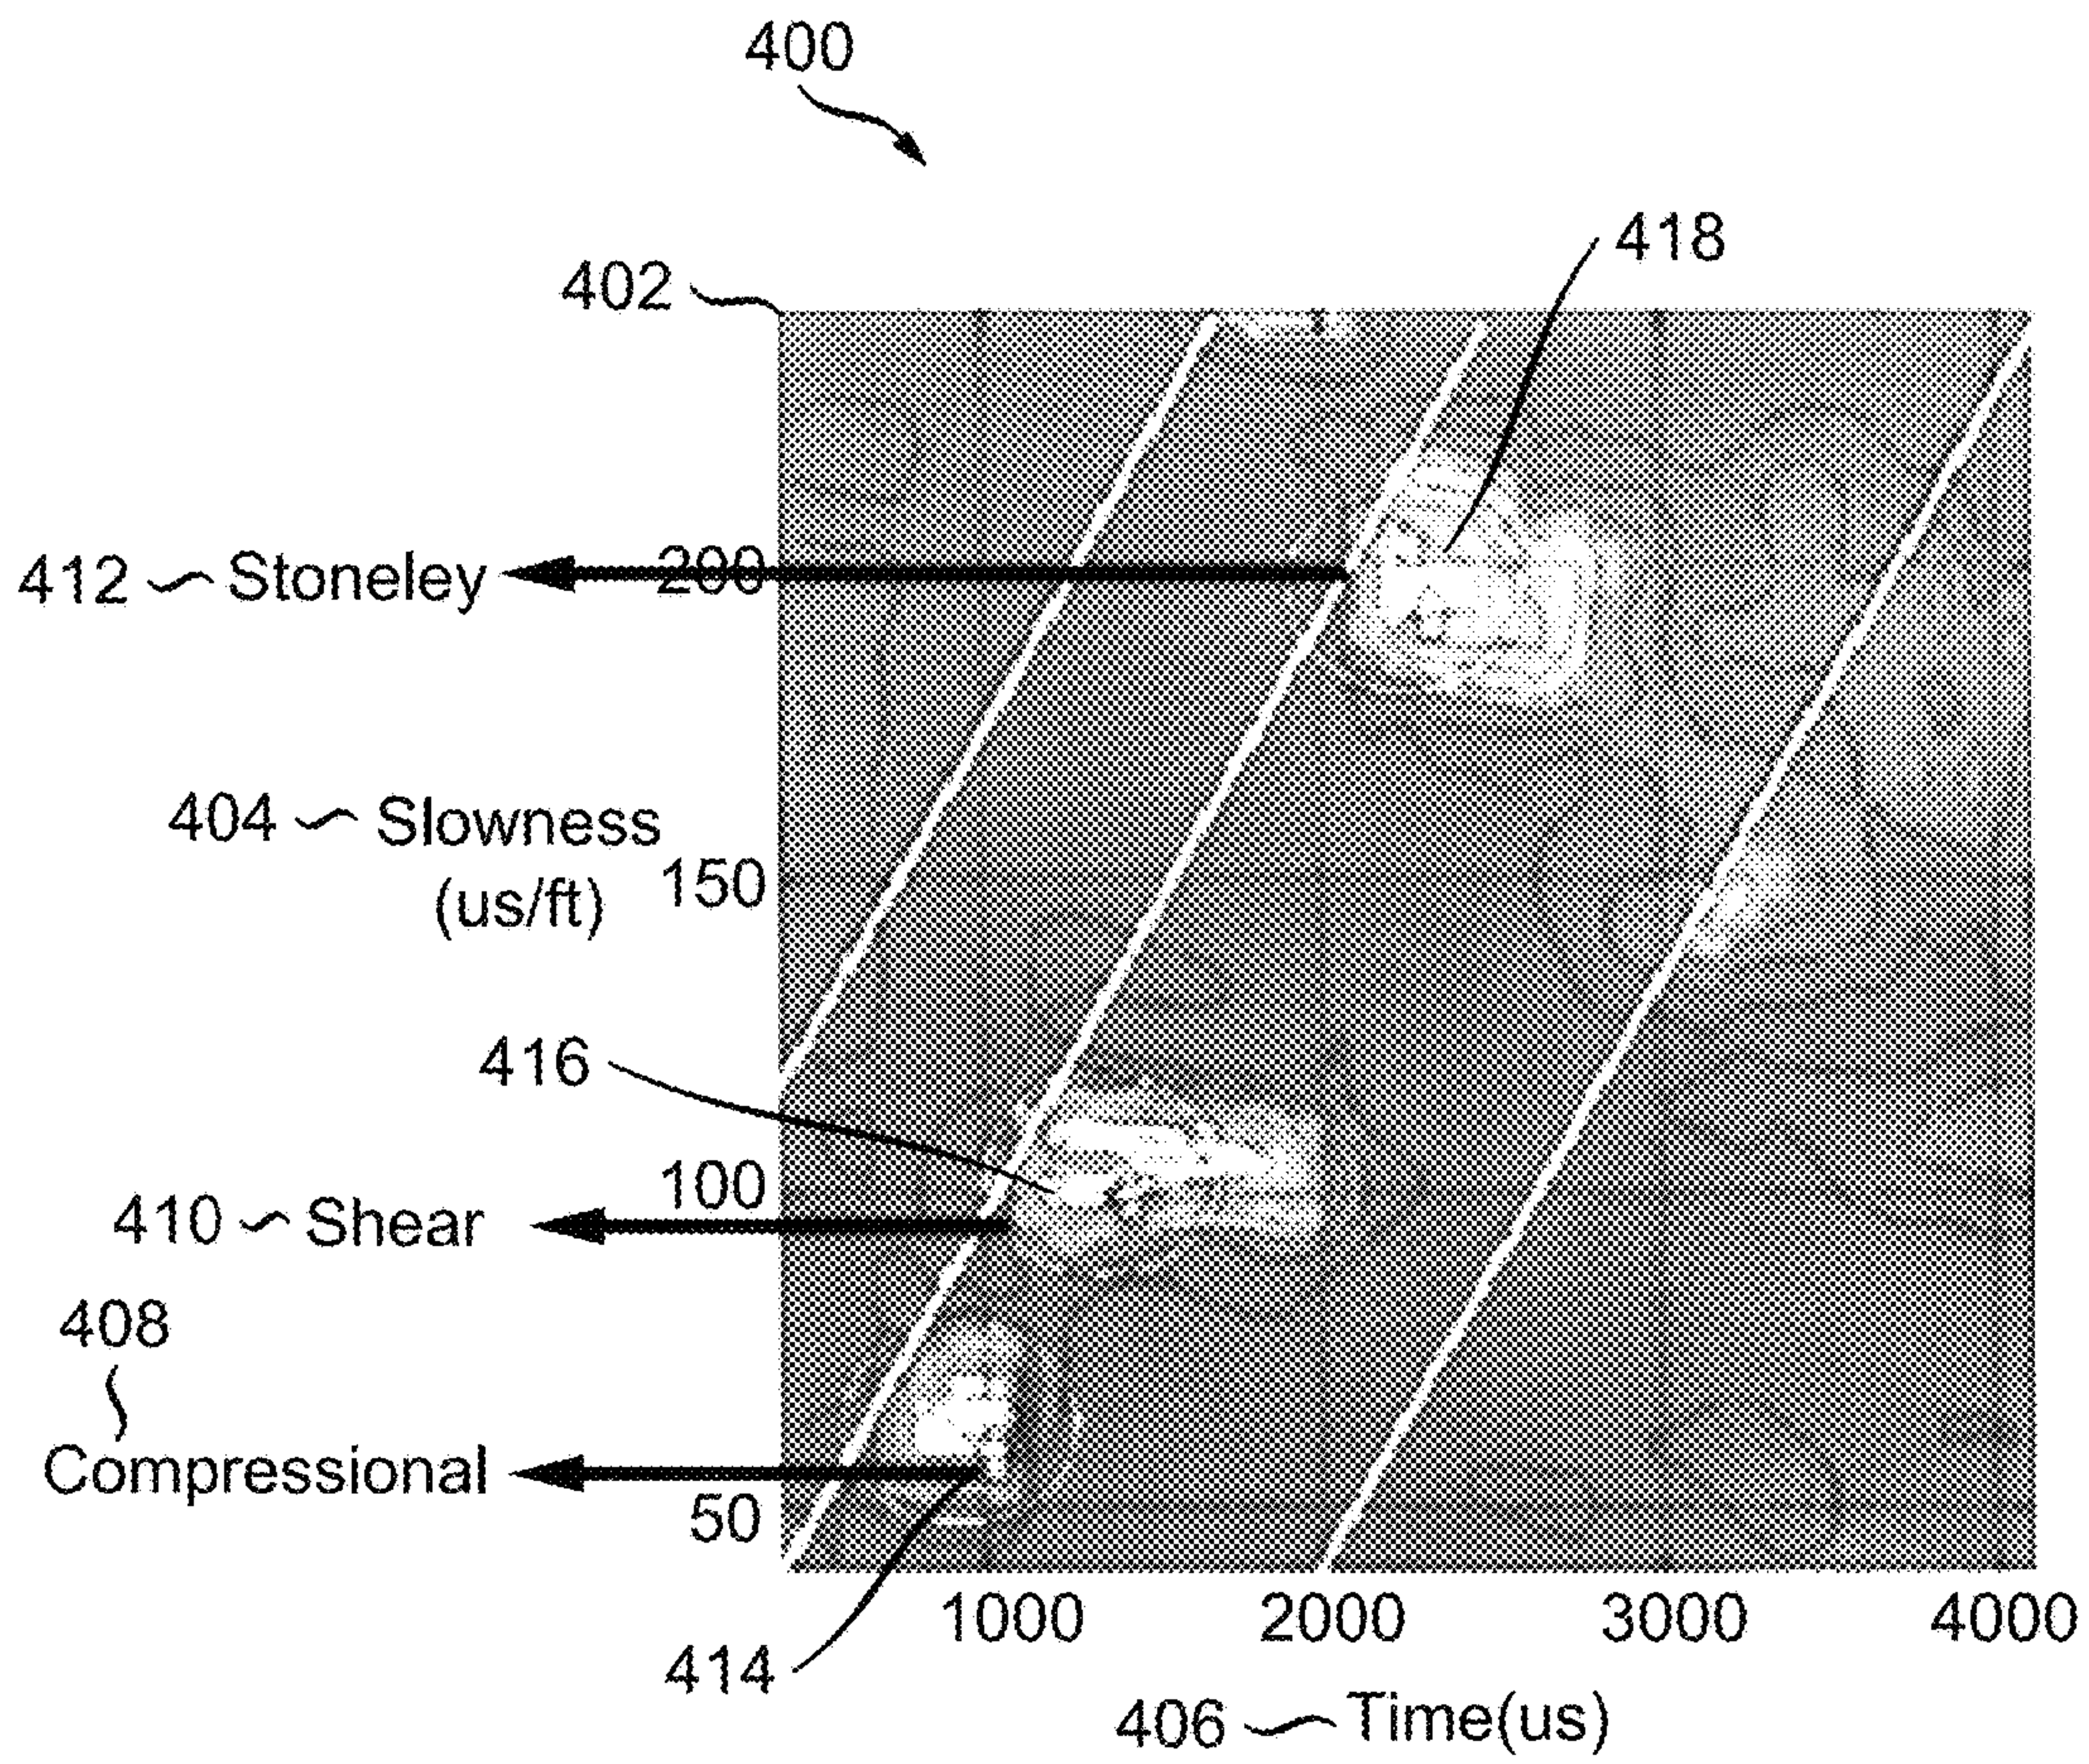 400
418
402
412 Stoneley 200
404 Slowness
(us/ft) 150
416
100
410 Shear
408
Compressional
50
1000 2000 3000 4000
414
406 Time(us)